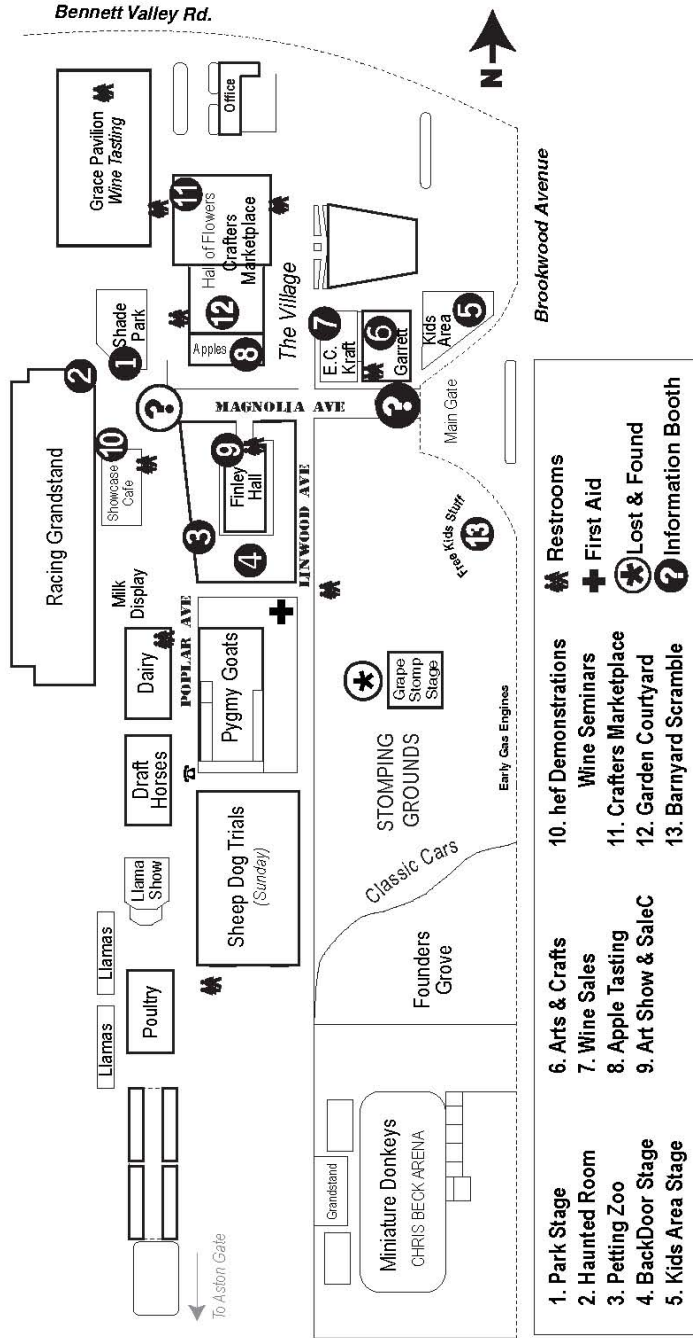 Bennett Valley Rd.
N
Grace Pavilion
Wine Tasting
Office
11
Hall of Flowers
Crafters
Marketplace
12
Apples
8
The Village
Shade
Park
1
2
Racing Grandstand
?
MAGNOLIA AVE
7
E.C.
Kraft
6
Garrett
Kids
Area
5
Brookwood Avenue
?
Main Gate
10
Showcase
Cafe
9
Finley
Hall
3
4
LINWOOD AVE
Free Kids Stuff
13
Milk
Display
POPLAR AVE
Dairy
Pygmy Goats
*
Grape
Stomp
Stage
Draft
Horses
STOMPING
GROUNDS
Early Gas Engines
Llama
Show
Sheep Dog Trials
(Sunday)
Classic Cars
Llamas
Llamas
Poultry
Founders
Grove
To Aston Gate
Grandstand
Miniature Donkeys
CHRIS BECK ARENA
1. Park Stage
2. Haunted Room
3. Petting Zoo
4. BackDoor Stage
5. Kids Area Stage
6. Arts & Crafts
7. Wine Sales
8. Apple Tasting
9. Art Show & SaleC
10. hef Demonstrations
Wine Seminars
11. Crafters Marketplace
12. Garden Courtyard
13. Barnyard Scramble
Restrooms
First Aid
* Lost & Found
? Information Booth